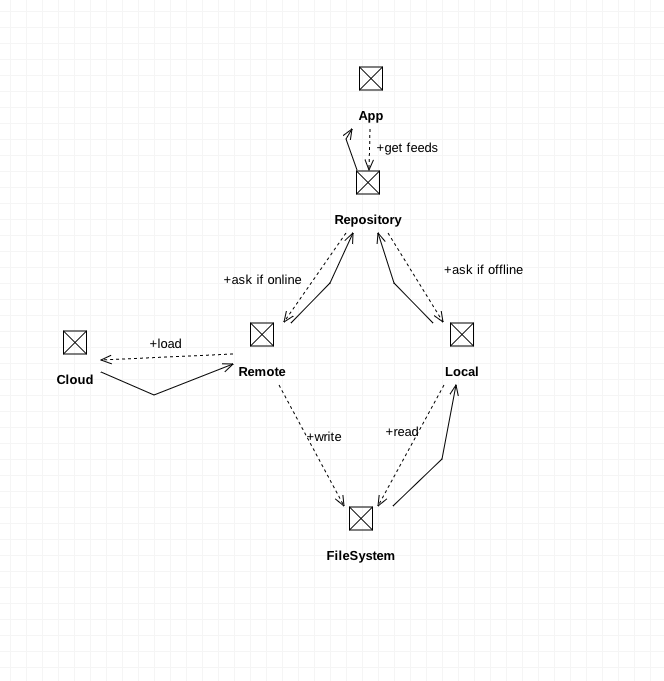 App
+get feeds
Repository
+ask if online
+ask if offline
+load
Cloud
Remote
Local
+write
+read
FileSystem